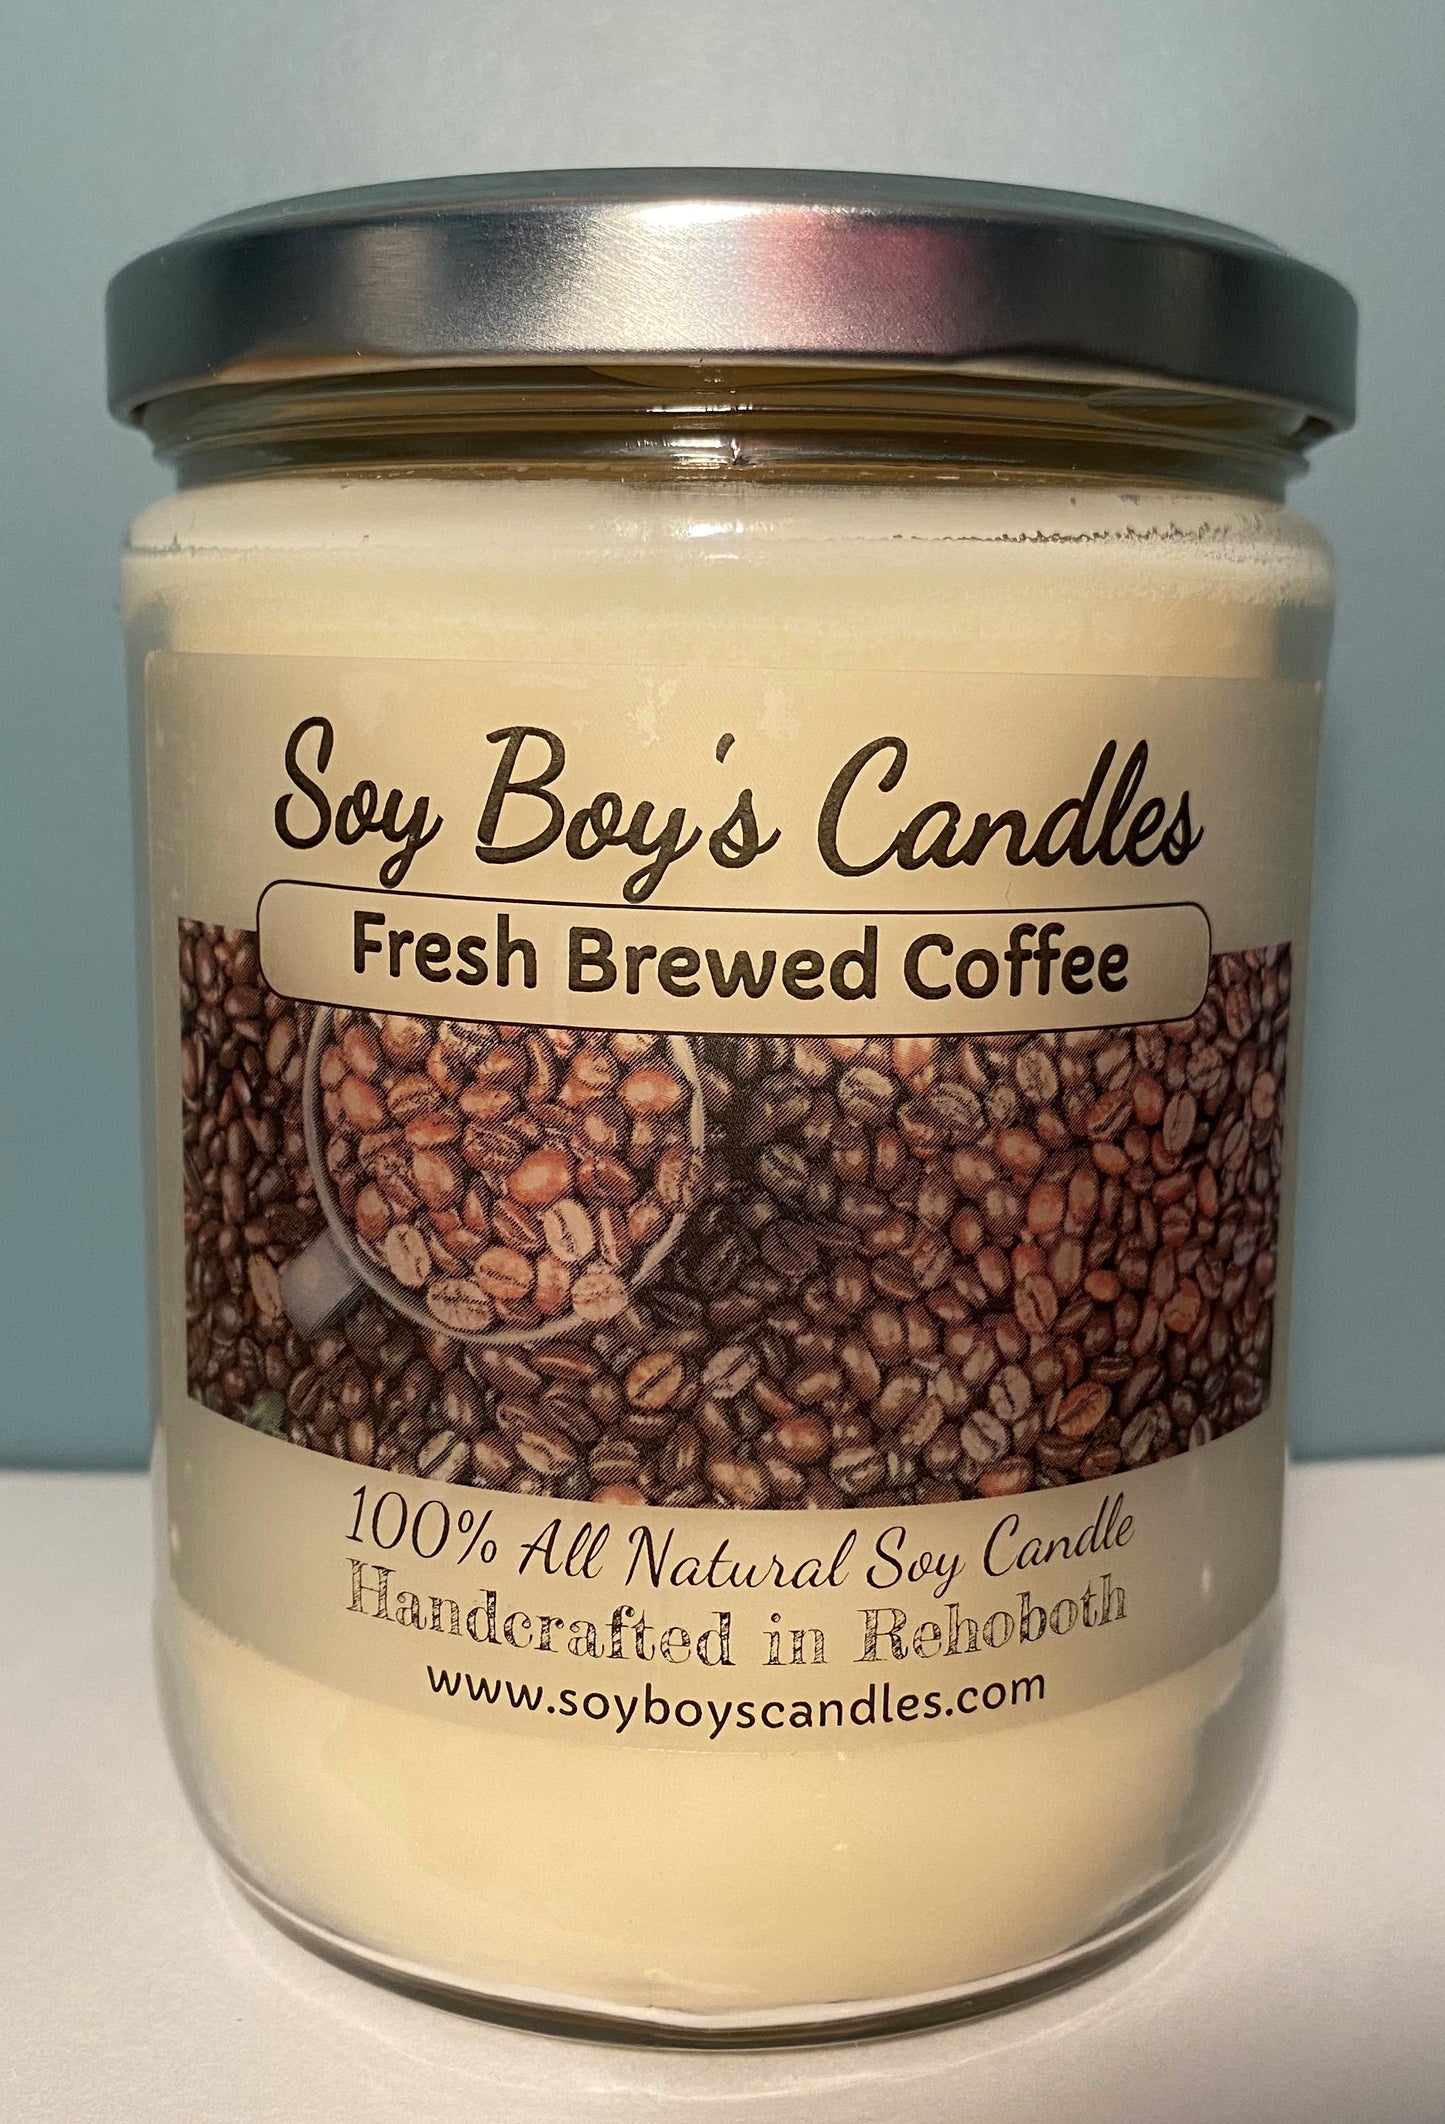 Soy Boy's Candles
Fresh Brewed Coffee
100% All Natural Soy Candle
Handcrafted in Rehoboth
www.soyboyscandles.com